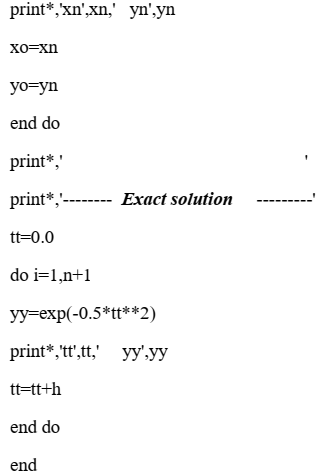 print*,'xn',xn,'   yn',yn
xo=xn
yo=yn
end do
print*,'                                                    '
print*,'-------- Exact solution     ---------'
tt=0.0
do i=1,n+1
yy=exp(-0.5*tt**2)
print*,'tt',tt,'     yy',yy
tt=tt+h
end do
end